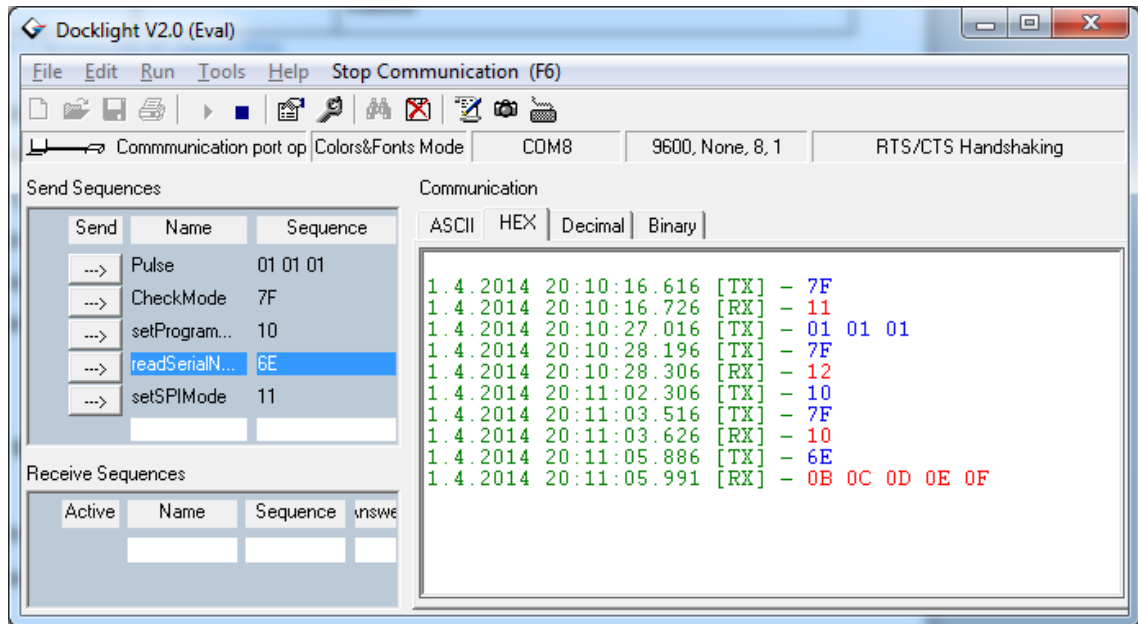 Docklight V2.0 (Eval)
File Edit Run Tools Help Stop Communication (F6)
Commmunication port op Colors&Fonts Mode COM8 9600, None, 8, 1 RTS/CTS Handshaking
Send Sequences
Send Name Sequence
---> Pulse 01 01 01
---> CheckMode 7F
---> setProgram... 10
---> readSerialN... 6E
---> setSPIMode 11
Receive Sequences
Active Name Sequence Answe
Communication
ASCII HEX Decimal Binary
1.4.2014 20:10:16.616 [TX] - 7F
1.4.2014 20:10:16.726 [RX] - 11
1.4.2014 20:10:27.016 [TX] - 01 01 01
1.4.2014 20:10:28.196 [TX] - 7F
1.4.2014 20:10:28.306 [RX] - 12
1.4.2014 20:11:02.306 [TX] - 10
1.4.2014 20:11:03.516 [TX] - 7F
1.4.2014 20:11:03.626 [RX] - 10
1.4.2014 20:11:05.886 [TX] - 6E
1.4.2014 20:11:05.991 [RX] - 0B 0C 0D 0E 0F